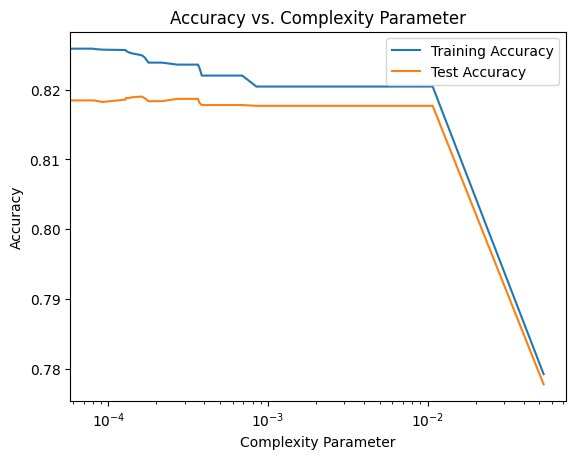 Accuracy vs. Complexity Parameter
Training Accuracy
Test Accuracy
0.82
0.81
0.80
0.79
0.78
Accuracy
10⁻⁴
10⁻³
10⁻²
Complexity Parameter